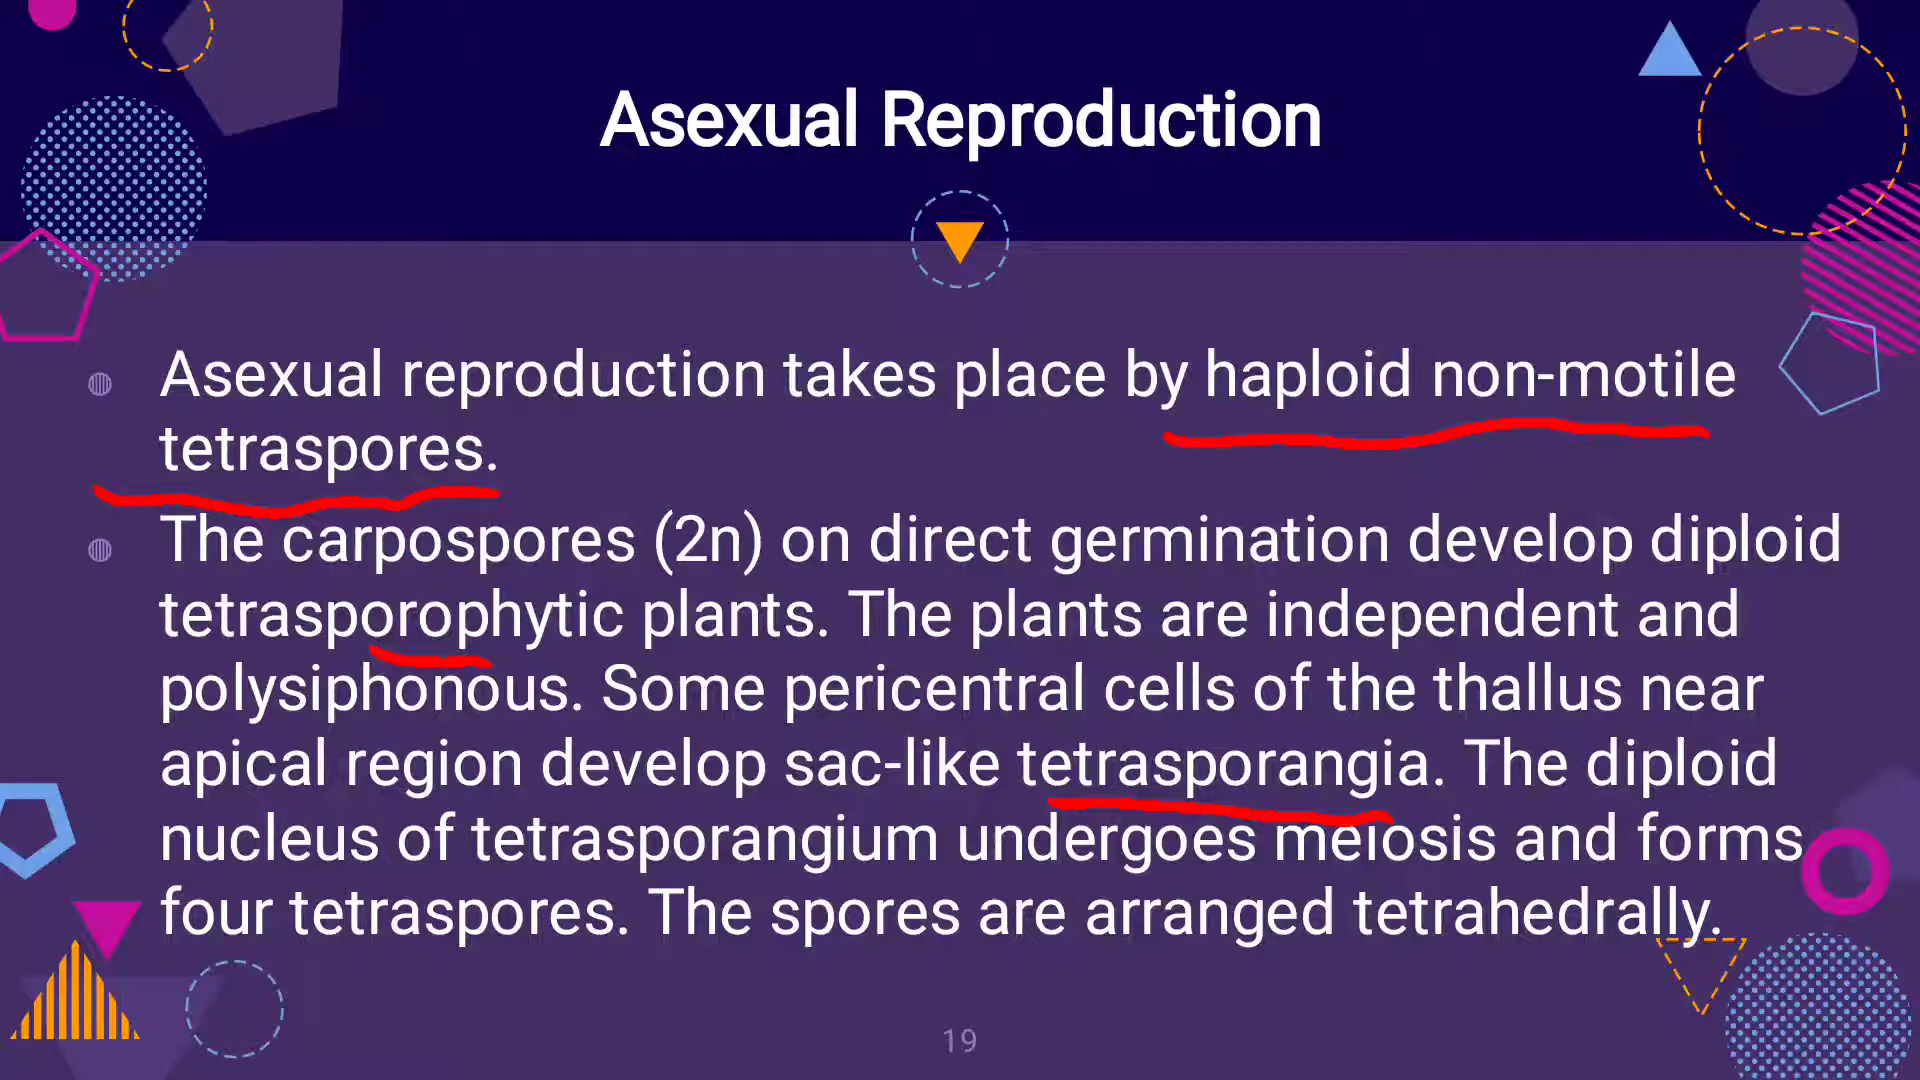 Asexual Reproduction
Asexual reproduction takes place by haploid non-motile
tetraspores.
The carpospores (2n) on direct germination develop diploid
tetrasporophytic plants. The plants are independent and
polysiphonous. Some pericentral cells of the thallus near
apical region develop sac-like tetrasporangia. The diploid
nucleus of tetrasporangium undergoes meiosis and forms
four tetraspores. The spores are arranged tetrahedrally.
19